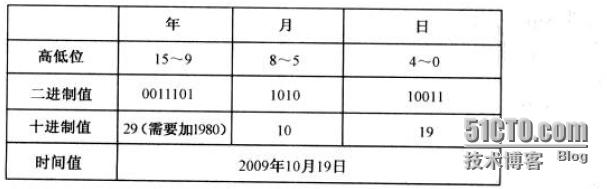 年 月 日
高低位 15～9 8～5 4～0
二进制值 0011101 1010 10011
十进制值 29（需要加1980） 10 19
时间值 2009年10月19日
51CTO.com
技术博客 Blog